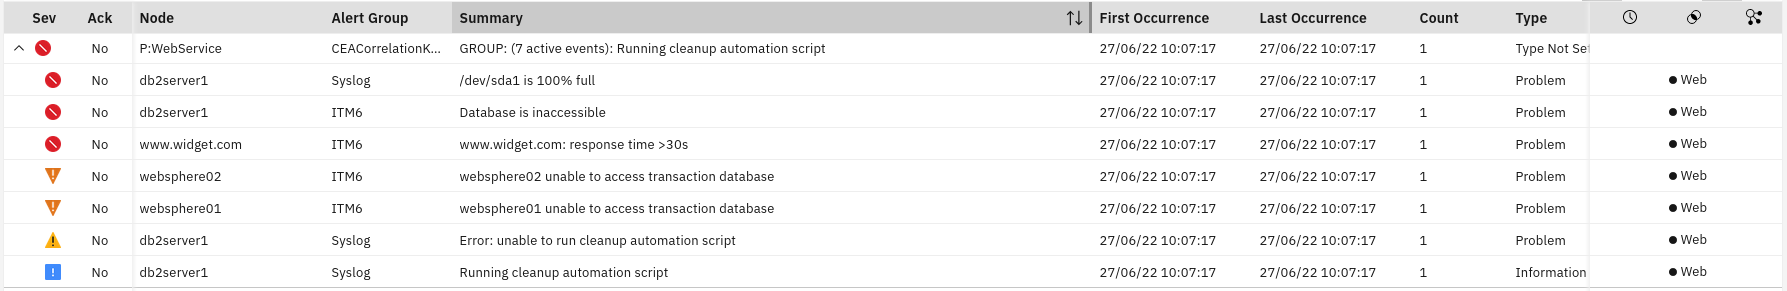 Sev Ack Node Alert Group Summary First Occurrence Last Occurrence Count Type
No P:WebService CEACorrelationK... GROUP: (7 active events): Running cleanup automation script 27/06/22 10:07:17 27/06/22 10:07:17 1 Type Not Set
No db2server1 Syslog /dev/sda1 is 100% full 27/06/22 10:07:17 27/06/22 10:07:17 1 Problem Web
No db2server1 ITM6 Database is inaccessible 27/06/22 10:07:17 27/06/22 10:07:17 1 Problem Web
No www.widget.com ITM6 www.widget.com: response time >30s 27/06/22 10:07:17 27/06/22 10:07:17 1 Problem Web
No websphere02 ITM6 websphere02 unable to access transaction database 27/06/22 10:07:17 27/06/22 10:07:17 1 Problem Web
No websphere01 ITM6 websphere01 unable to access transaction database 27/06/22 10:07:17 27/06/22 10:07:17 1 Problem Web
No db2server1 Syslog Error: unable to run cleanup automation script 27/06/22 10:07:17 27/06/22 10:07:17 1 Problem Web
No db2server1 Syslog Running cleanup automation script 27/06/22 10:07:17 27/06/22 10:07:17 1 Information Web